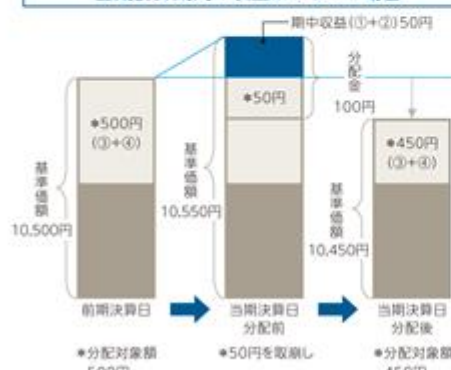 期中収益(①+②)50円
分配金
100円
*50円
*500円
(③+④)
*450円
(③+④)
基準価額
10,500円
基準価額
10,550円
基準価額
10,450円
前期決算日
当期決算日
分配前
当期決算日
分配後
*分配対象額
*50円を取崩し
*分配対象額